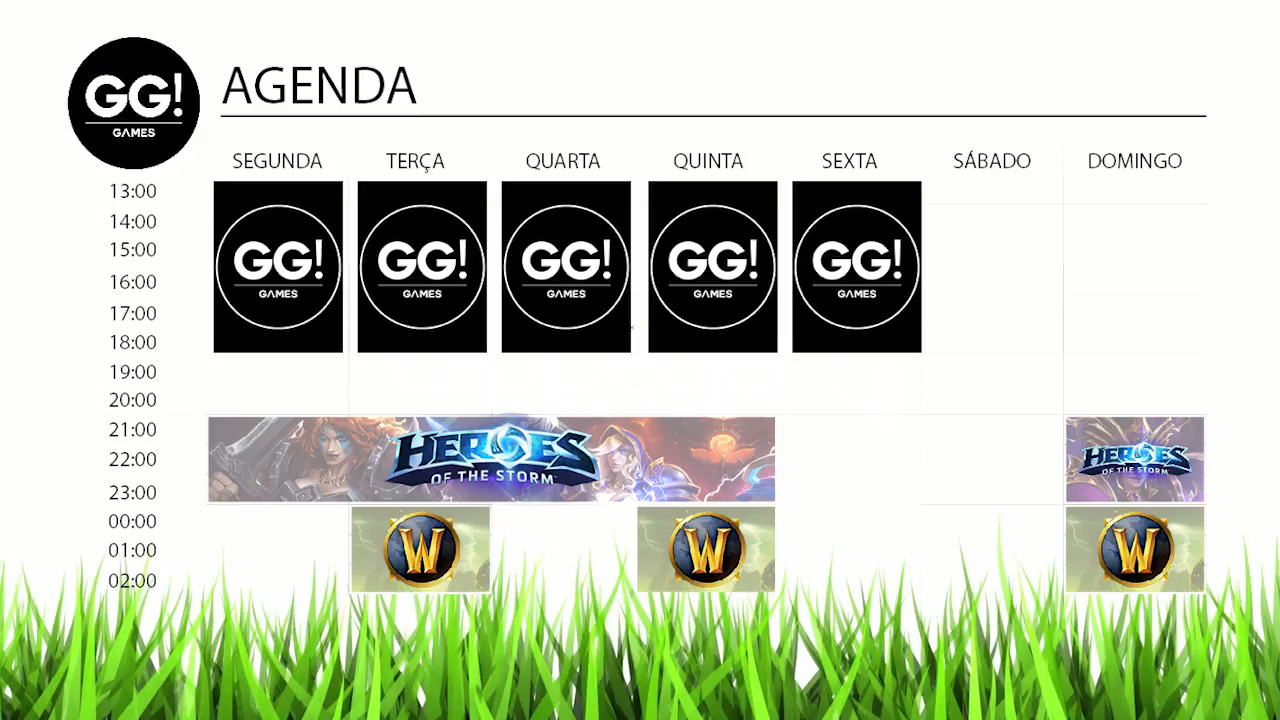 GG!
GAMES
AGENDA
SEGUNDA TERÇA QUARTA QUINTA SEXTA SÁBADO DOMINGO
13:00
14:00
15:00
16:00
17:00
18:00
GG! GG! GG! GG! GG!
GAMES GAMES GAMES GAMES GAMES
19:00
20:00
21:00
22:00
23:00
HEROES HEROES
OF THE STORM OF THE STORM
00:00
01:00
02:00
W W W